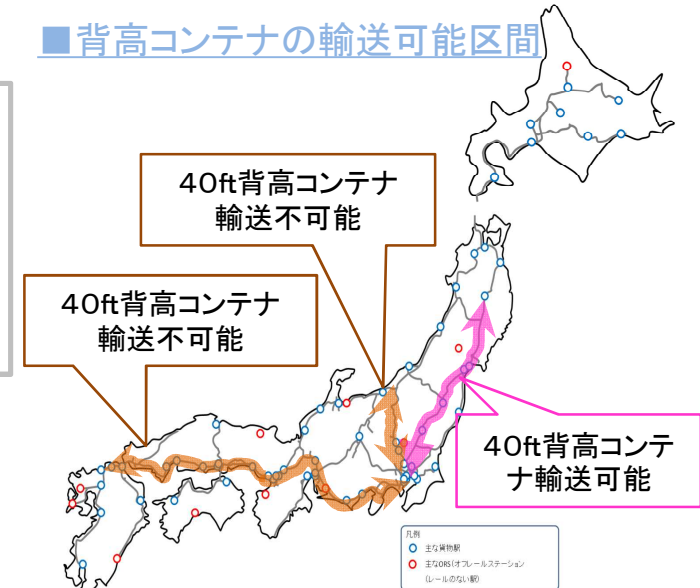 ■背高コンテナの輸送可能区間
40ft背高コンテナ
輸送不可能
40ft背高コンテナ
輸送不可能
40ft背高コンテ
ナ輸送可能
凡例
主な貨物駅
主なORS(オフレールステーション
(レールのない駅)